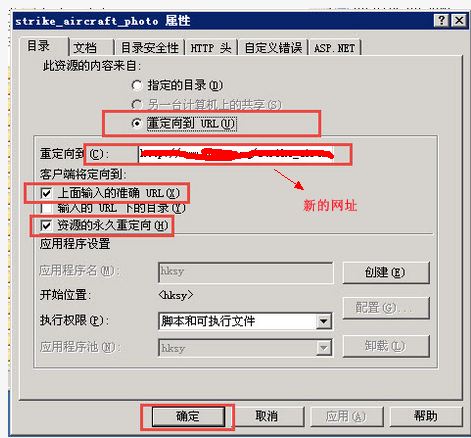 strike_aircraft_photo 属性
目录 文档 目录安全性 HTTP 头 自定义错误 ASP.NET
此资源的内容来自:
指定的目录(D)
另一台计算机上的共享(S)
重定向到 URL(U)
重定向到(C):
客户端将定向到:
新的网址
上面输入的准确 URL(X)
输入的 URL 下的目录(Y)
资源的永久重定向(H)
应用程序设置
应用程序名(M): hksy 创建(E)
开始位置: <hksy>
配置(G)...
执行权限(P): 脚本和可执行文件
应用程序池(N): hksy 卸载(L)
确定 取消 应用(A) 帮助